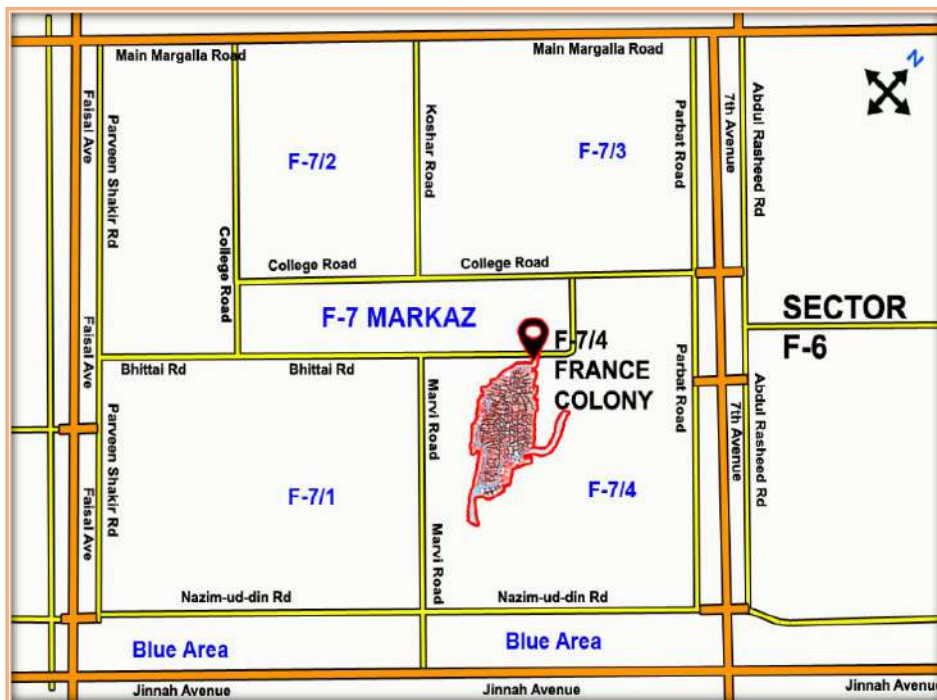 Main Margalla Road
Main Margalla Road
N
Faisal Ave
Parveen Shakir Rd
F-7/2
Koshar Road
F-7/3
Parbat Road
7th Avenue
Abdul Rasheed Rd
College Road
College Road
College Road
F-7 MARKAZ
SECTOR
F-6
Faisal Ave
F-7/4
FRANCE
COLONY
Bhittai Rd
Bhittai Rd
Marvi Road
Parbat Road
7th Avenue
Abdul Rasheed Rd
Parveen Shakir Rd
Faisal Ave
F-7/1
F-7/4
Marvi Road
Nazim-ud-din Rd
Nazim-ud-din Rd
Blue Area
Blue Area
Jinnah Avenue
Jinnah Avenue
Jinnah Avenue